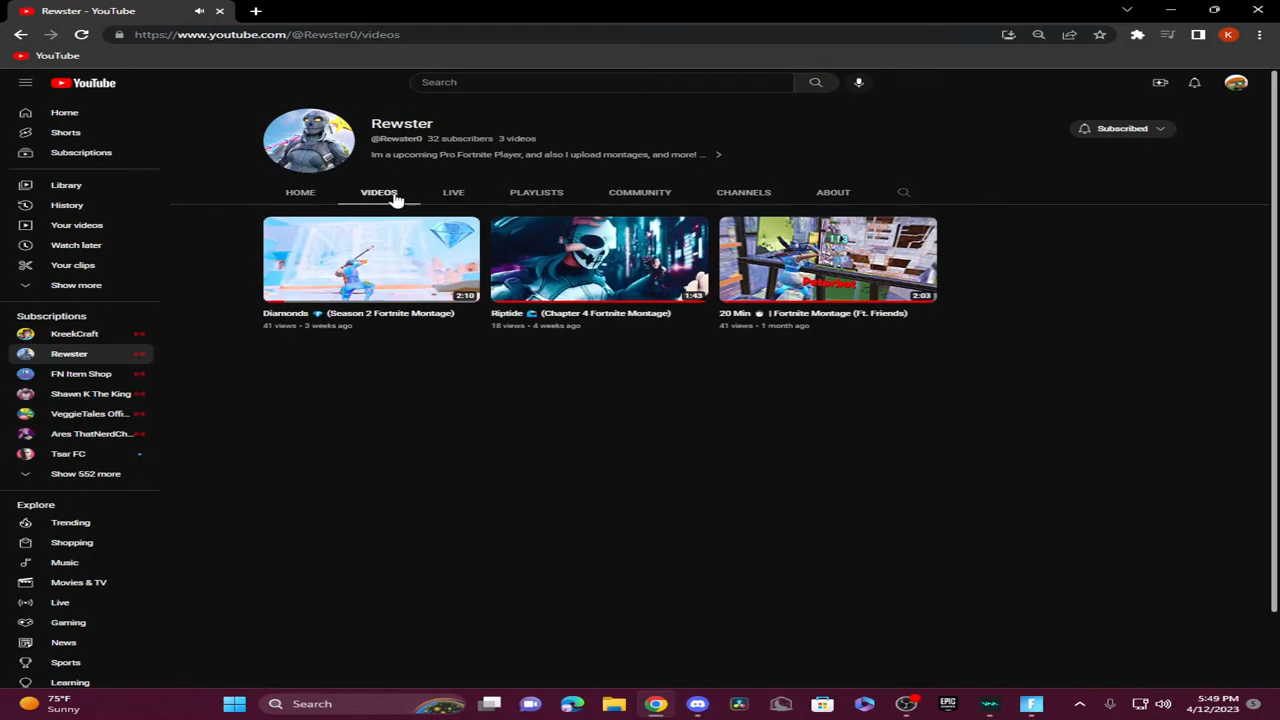 Rewster - YouTube
https://www.youtube.com/@Rewster0/videos
YouTube
YouTube
Search
Home
Shorts
Subscriptions
Library
History
Your videos
Watch later
Your clips
Show more
Subscriptions
KreekCraft
Rewster
FN Item Shop
Shawn K The King
VeggieTales Offi...
Ares ThatNerdCh...
Tsar FC
Show 552 more
Explore
Trending
Shopping
Music
Movies & TV
Live
Gaming
News
Sports
Learning
Rewster
@Rewster0 32 subscribers 3 videos
Im a upcoming Pro Fortnite Player, and also I upload montages, and more! ...
Subscribed
HOME VIDEOS LIVE PLAYLISTS COMMUNITY CHANNELS ABOUT
2:10
Diamonds 💎 (Season 2 Fortnite Montage)
41 views · 3 weeks ago
1:43
Riptide 🌊 (Chapter 4 Fortnite Montage)
18 views · 4 weeks ago
113
Peterbot
2:03
20 Min ⏱ | Fortnite Montage (Ft. Friends)
41 views · 1 month ago
K
75°F
Sunny
Search
EPIC
5:49 PM
4/12/2023